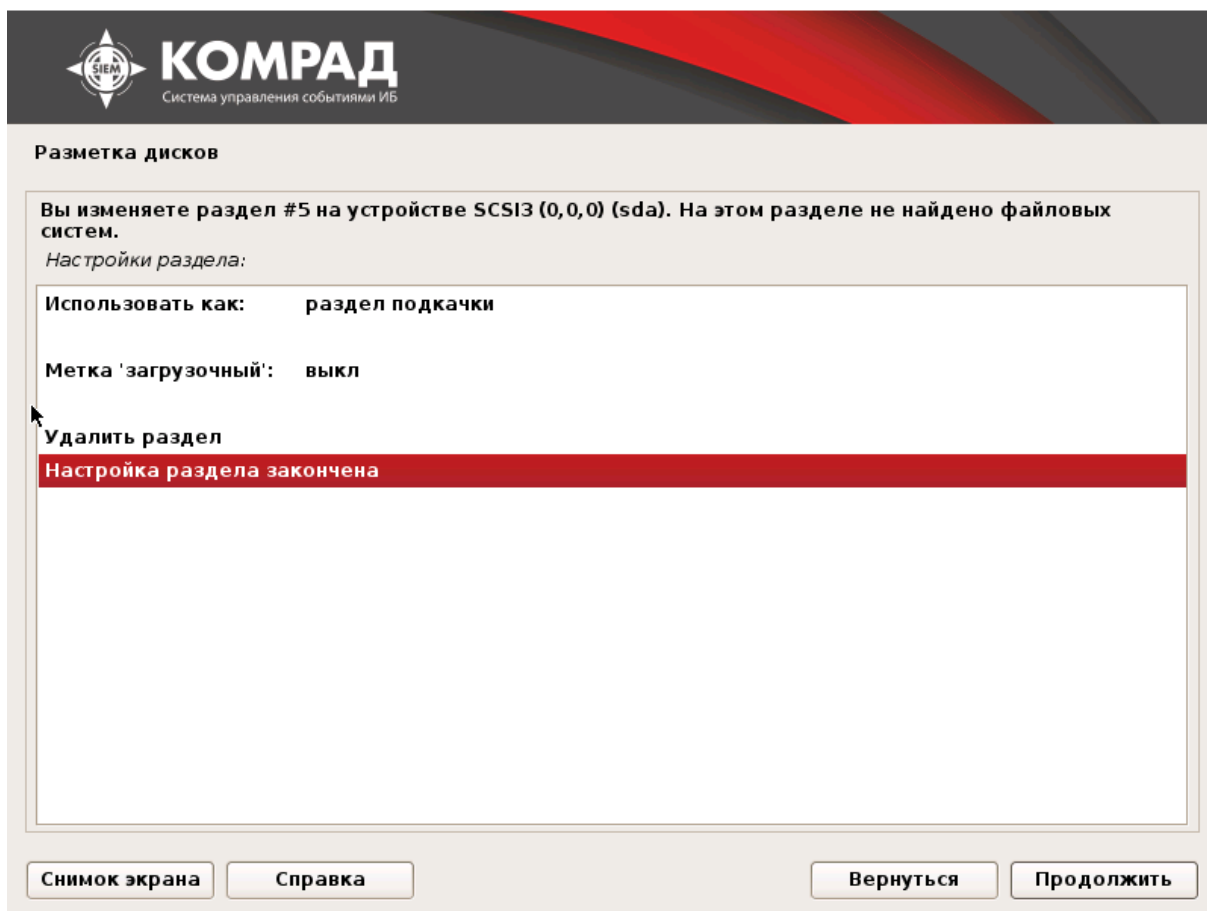 SIEM
КОМРАД
Система управления событиями ИБ
Разметка дисков
Вы изменяете раздел #5 на устройстве SCSI3 (0,0,0) (sda). На этом разделе не найдено файловых
систем.
Настройки раздела:
Использовать как: раздел подкачки
Метка 'загрузочный': выкл
Удалить раздел
Настройка раздела закончена
Снимок экрана Справка Вернуться Продолжить